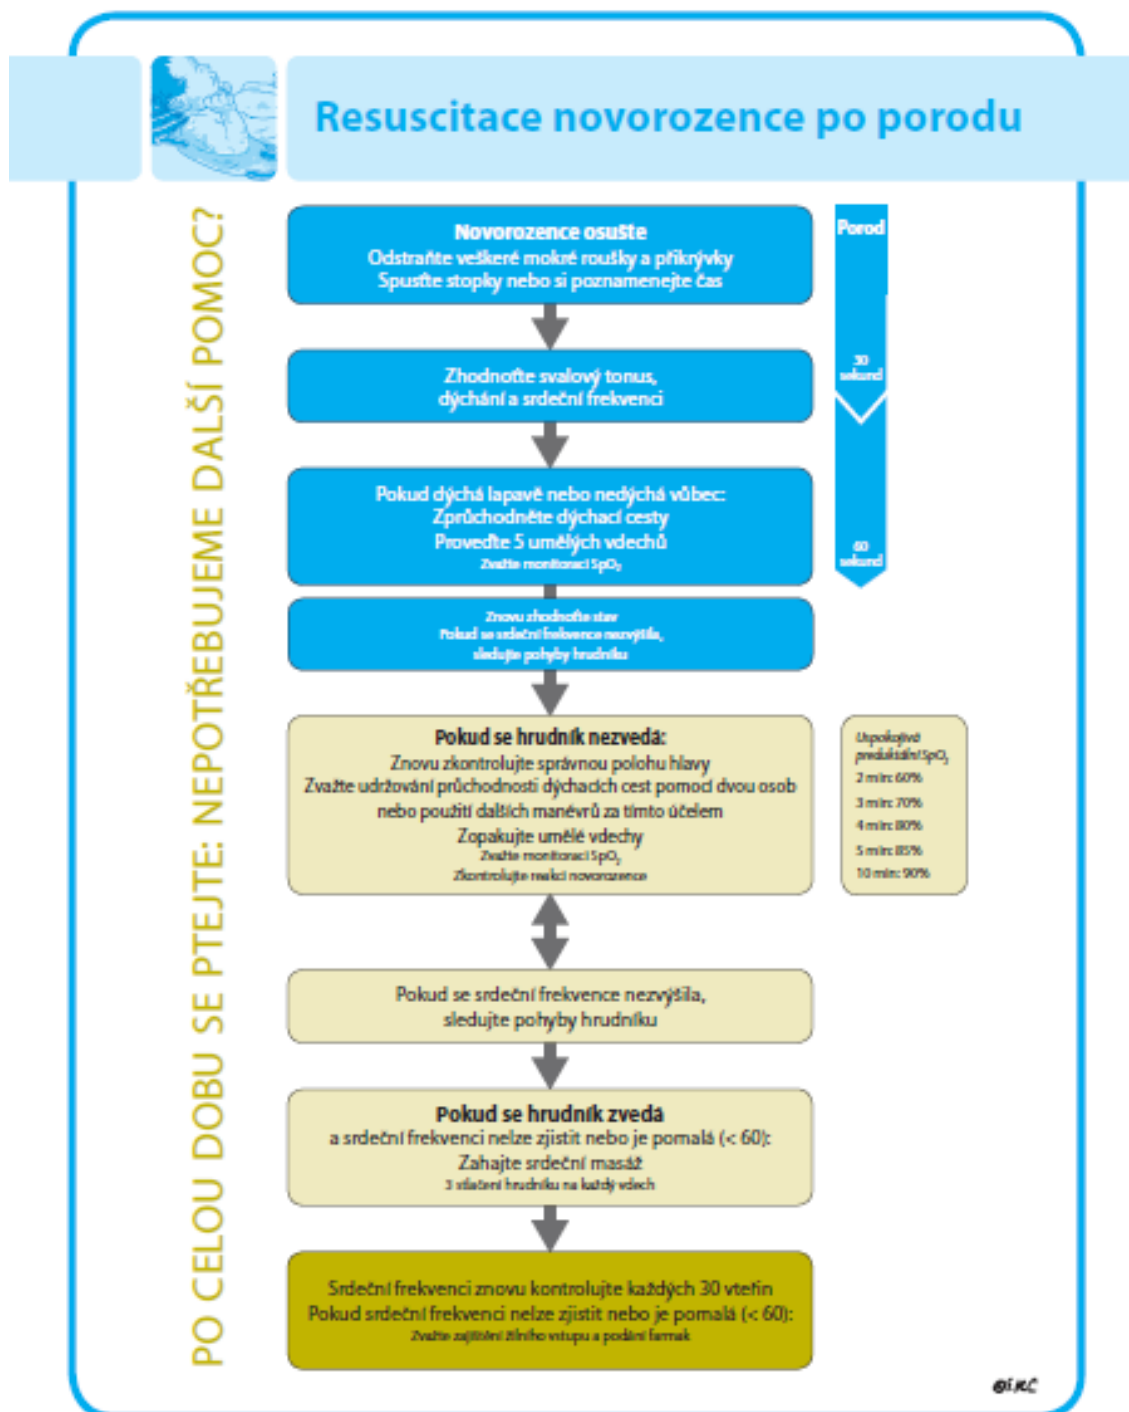 Resuscitace novorozence po porodu
PO CELOU DOBU SE PTEJTE: NEPOTŘEBUJEME DALŠÍ POMOC?
Novorozence osušte
Odstraňte veškeré mokré roušky a přikrývky
Spusťte stopky nebo si poznamenejte čas
Porod
Zhodnoťte svalový tonus,
dýchání a srdeční frekvenci
30
sekund
Pokud dýchá lapavě nebo nedýchá vůbec:
Zprůchodněte dýchací cesty
Proveďte 5 umělých vdechů
Zvažte monitoraci SpO₂
60
sekund
Znovu zhodnoťte stav
Pokud se srdeční frekvence nezvýšila,
sledujte pohyby hrudníku
Pokud se hrudník nezvedá:
Znovu zkontrolujte správnou polohu hlavy
Zvažte udržování průchodnosti dýchacích cest pomocí dvou osob
nebo použití dalších manévrů za tímto účelem
Zopakujte umělé vdechy
Zvažte monitoraci SpO₂
Zkontrolujte reakci novorozence
Uspokojivá
preduktální SpO₂
2 min: 60%
3 min: 70%
4 min: 80%
5 min: 85%
10 min: 90%
Pokud se srdeční frekvence nezvýšila,
sledujte pohyby hrudníku
Pokud se hrudník zvedá
a srdeční frekvenci nelze zjistit nebo je pomalá (< 60):
Zahajte srdeční masáž
3 stlačení hrudníku na každý vdech
Srdeční frekvenci znovu kontrolujte každých 30 vteřin
Pokud srdeční frekvenci nelze zjistit nebo je pomalá (< 60):
Zvažte zajištění žilního vstupu a podání farmak